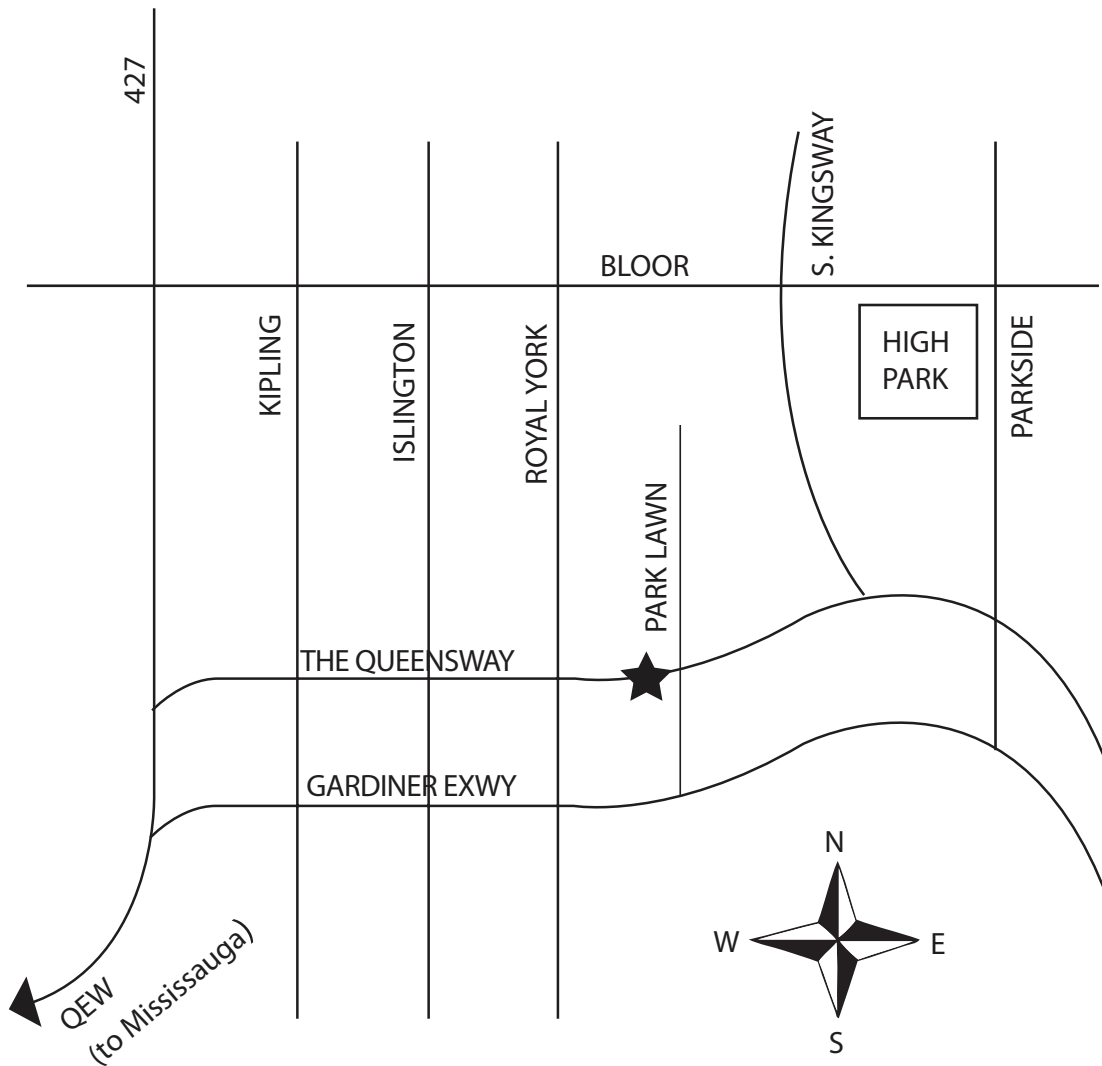 427
S. KINGSWAY
BLOOR
KIPLING
ISLINGTON
ROYAL YORK
HIGH
PARK
PARKSIDE
PARK LAWN
THE QUEENSWAY
GARDINER EXWY
N
W
E
S
QEW
(to Mississauga)